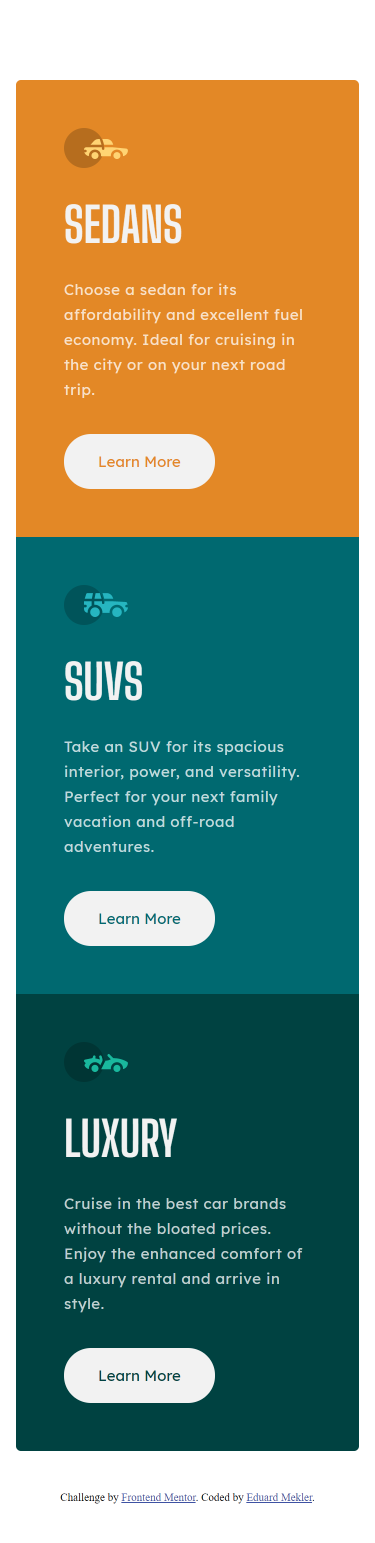 SEDANS
Choose a sedan for its
affordability and excellent fuel
economy. Ideal for cruising in
the city or on your next road
trip.
Learn More
SUVS
Take an SUV for its spacious
interior, power, and versatility.
Perfect for your next family
vacation and off-road
adventures.
Learn More
LUXURY
Cruise in the best car brands
without the bloated prices.
Enjoy the enhanced comfort of
a luxury rental and arrive in
style.
Learn More
Challenge by Frontend Mentor. Coded by Eduard Mekler.